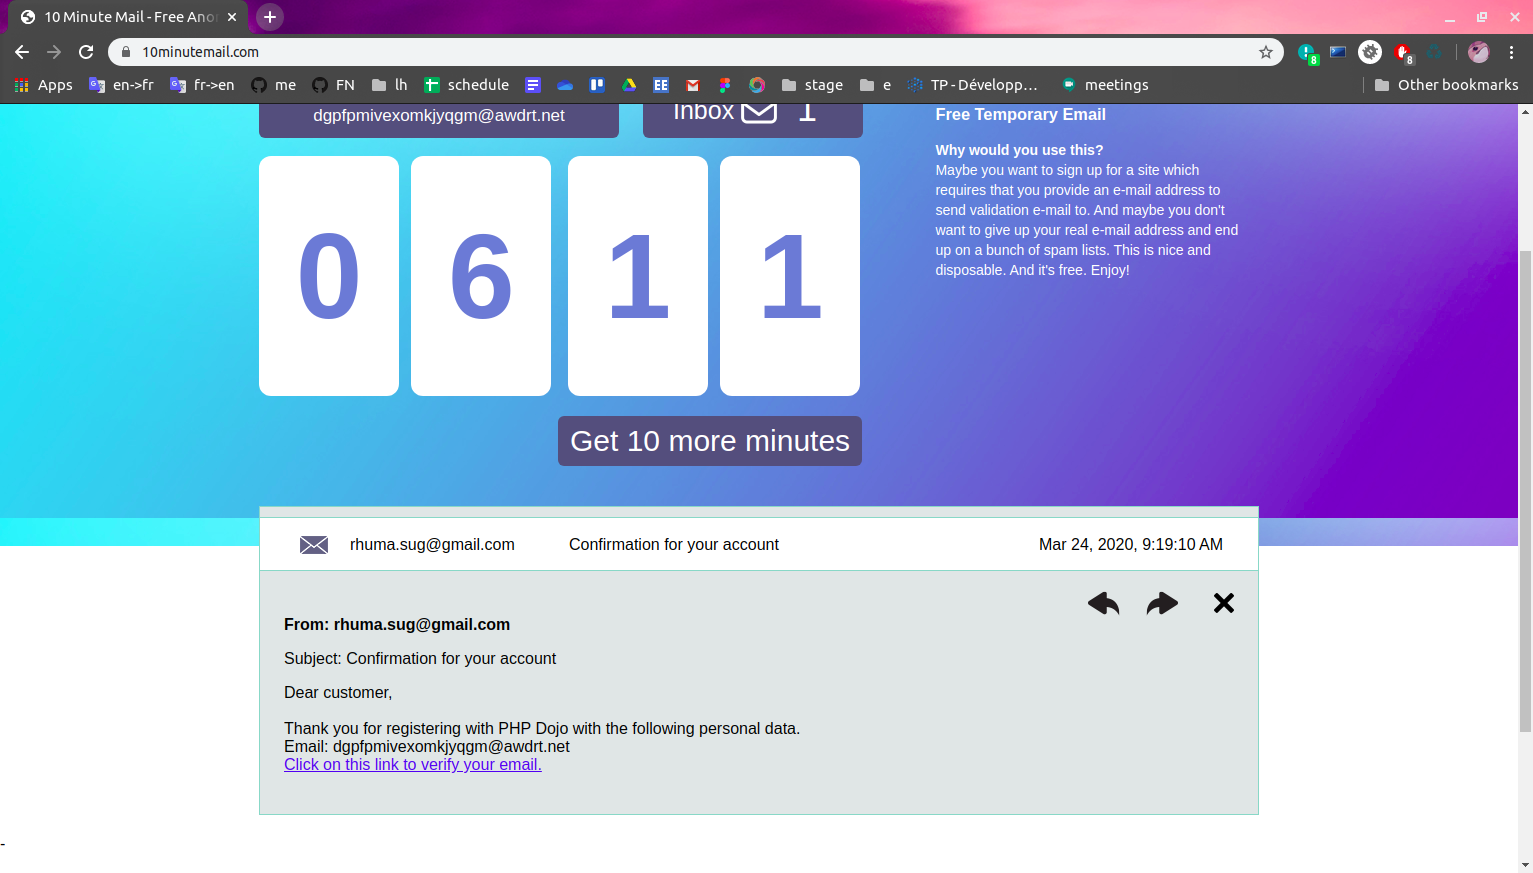 10 Minute Mail - Free Anon
10minutemail.com
8
8
Apps
en->fr
fr->en
me
FN
lh
schedule
EE
stage
e
TP - Développ…
meetings
Other bookmarks
dgpfpmivexomkjyqgm@awdrt.net
Inbox 1
Free Temporary Email
Why would you use this?
Maybe you want to sign up for a site which
requires that you provide an e-mail address to
send validation e-mail to. And maybe you don't
want to give up your real e-mail address and end
up on a bunch of spam lists. This is nice and
disposable. And it's free. Enjoy!
0 6 1 1
Get 10 more minutes
rhuma.sug@gmail.com Confirmation for your account Mar 24, 2020, 9:19:10 AM
From: rhuma.sug@gmail.com
Subject: Confirmation for your account
Dear customer,
Thank you for registering with PHP Dojo with the following personal data.
Email: dgpfpmivexomkjyqgm@awdrt.net
Click on this link to verify your email.
-